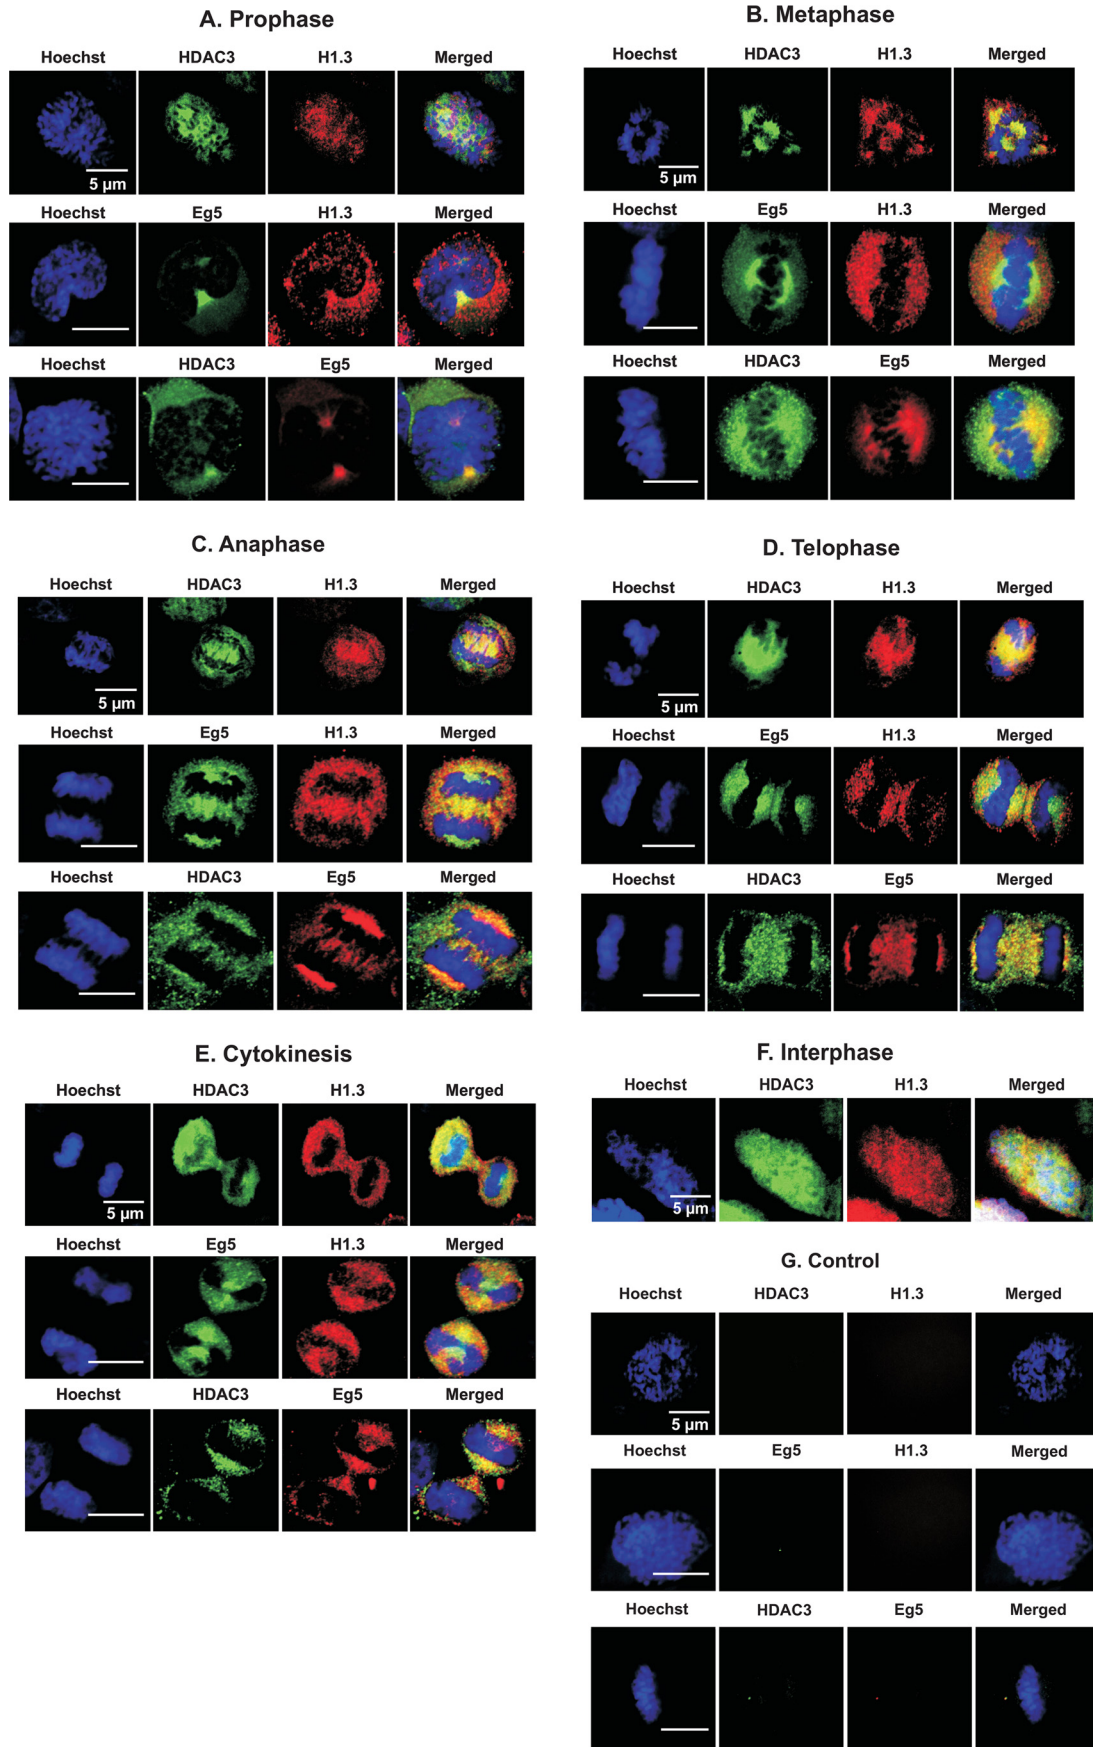 A. Prophase
Hoechst HDAC3 H1.3 Merged
5 µm
Hoechst Eg5 H1.3 Merged
Hoechst HDAC3 Eg5 Merged
B. Metaphase
Hoechst HDAC3 H1.3 Merged
5 µm
Hoechst Eg5 H1.3 Merged
Hoechst HDAC3 Eg5 Merged
C. Anaphase
Hoechst HDAC3 H1.3 Merged
5 µm
Hoechst Eg5 H1.3 Merged
Hoechst HDAC3 Eg5 Merged
D. Telophase
Hoechst HDAC3 H1.3 Merged
5 µm
Hoechst Eg5 H1.3 Merged
Hoechst HDAC3 Eg5 Merged
E. Cytokinesis
Hoechst HDAC3 H1.3 Merged
5 µm
Hoechst Eg5 H1.3 Merged
Hoechst HDAC3 Eg5 Merged
F. Interphase
Hoechst HDAC3 H1.3 Merged
5 µm
G. Control
Hoechst HDAC3 H1.3 Merged
5 µm
Hoechst Eg5 H1.3 Merged
Hoechst HDAC3 Eg5 Merged